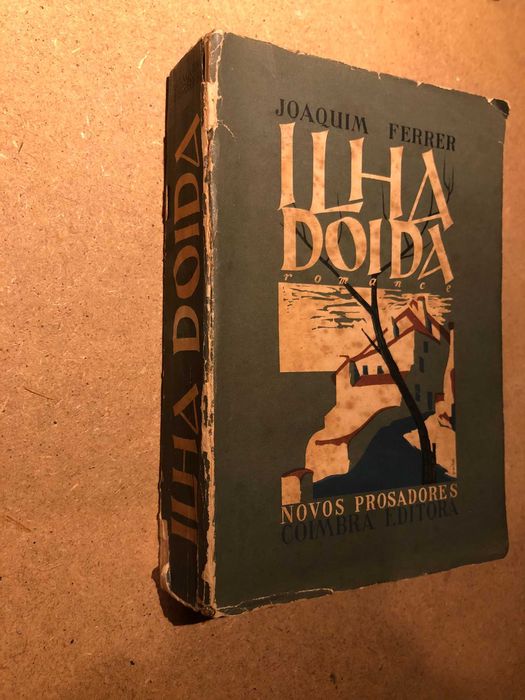 JOAQUIM FERRER
ILHA
DOIDA
romance
NOVOS PROSADORES
COIMBRA EDITORA
ILHA DOIDA